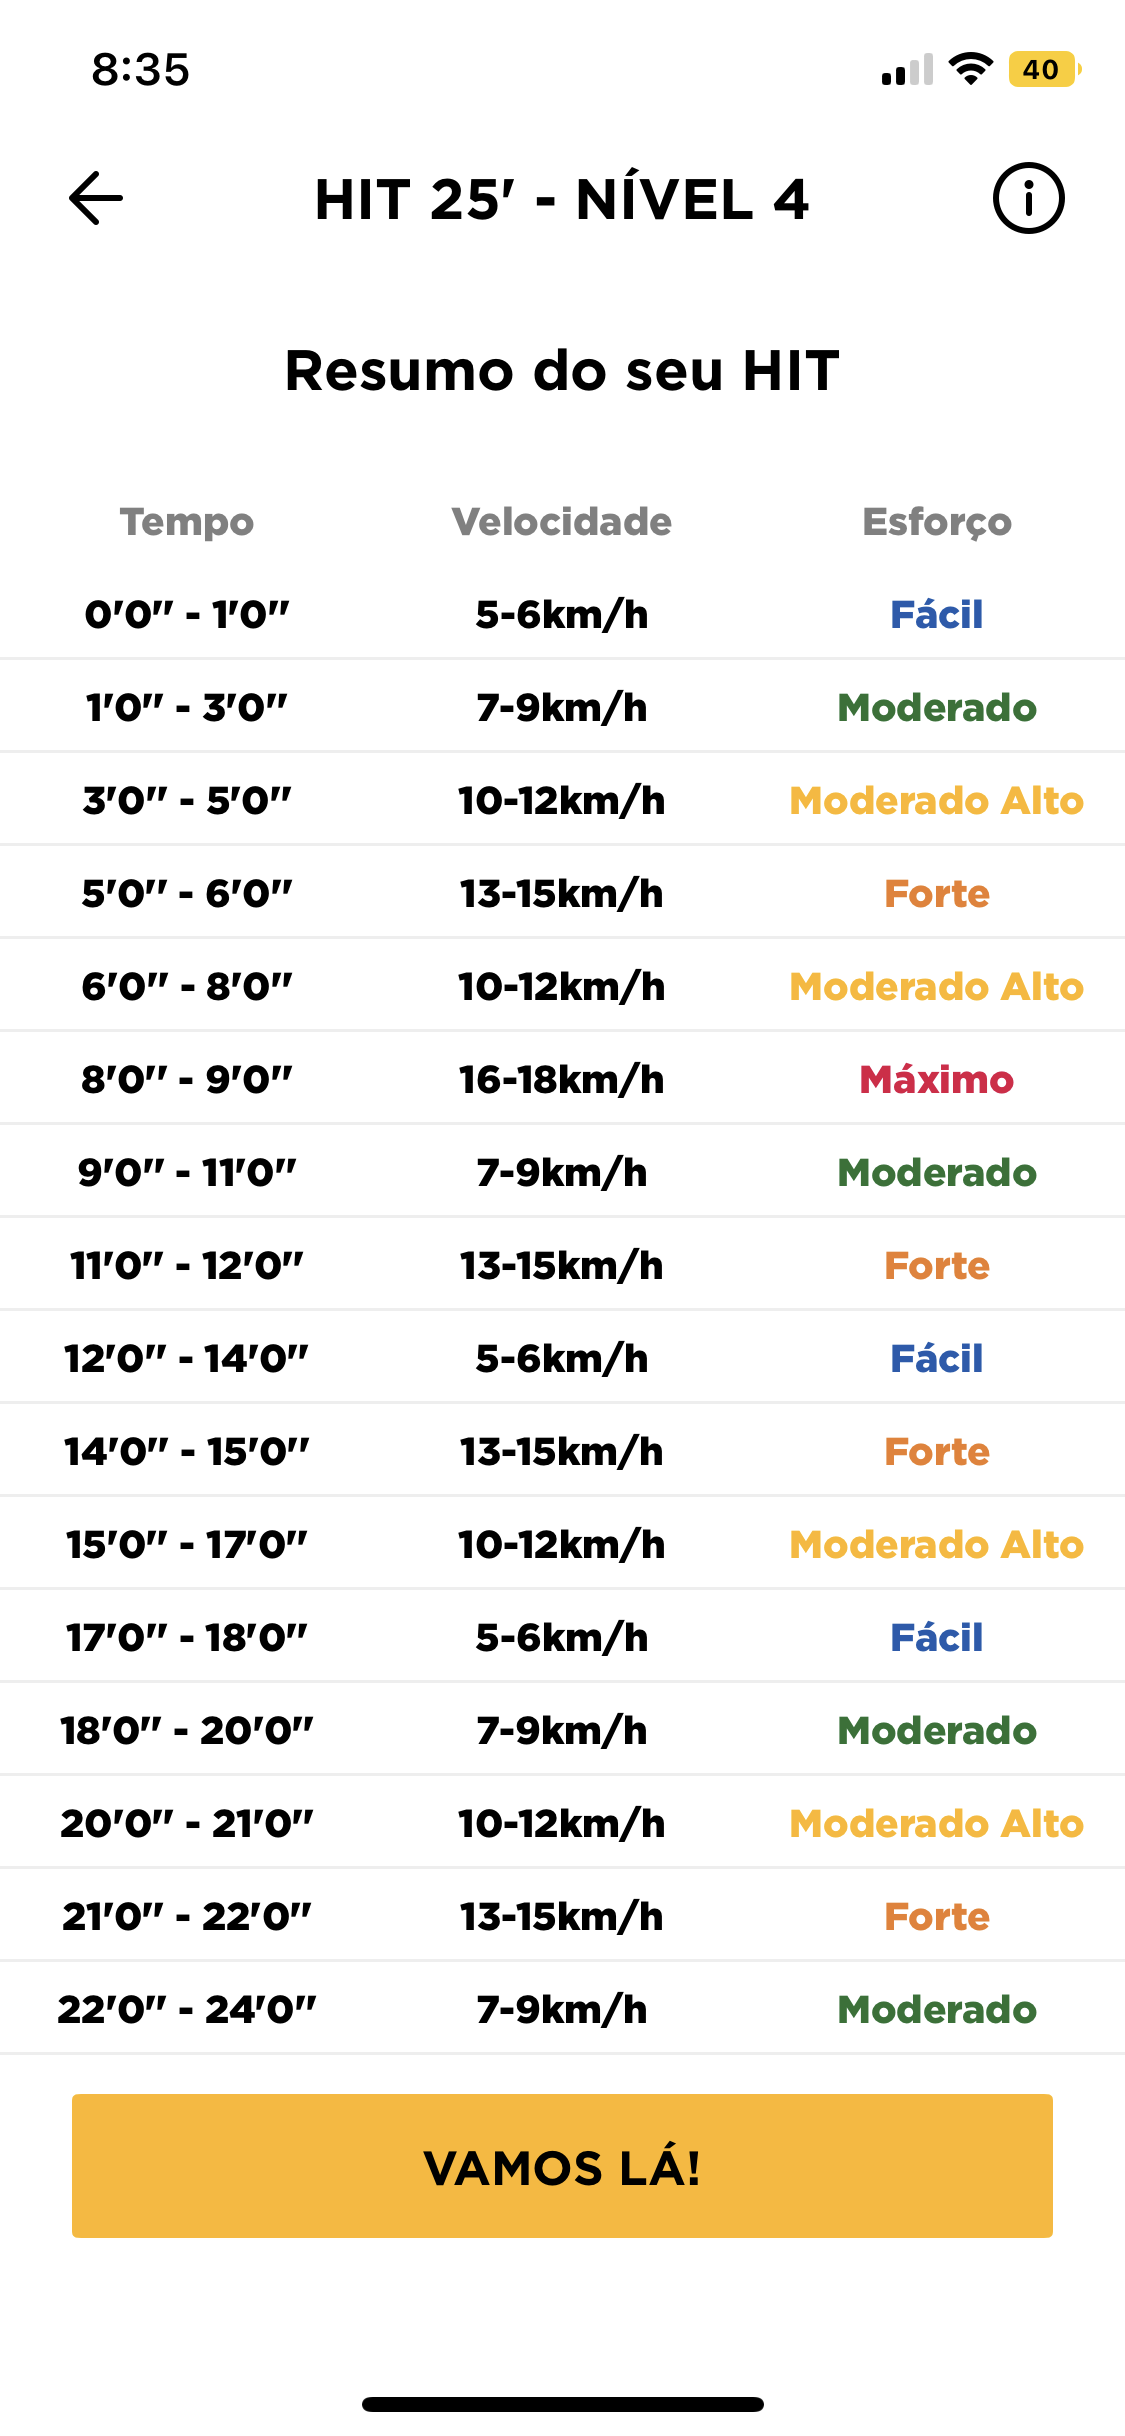 8:35
40
HIT 25' - NÍVEL 4
Resumo do seu HIT
Tempo Velocidade Esforço
0'0" - 1'0" 5-6km/h Fácil
1'0" - 3'0" 7-9km/h Moderado
3'0" - 5'0" 10-12km/h Moderado Alto
5'0" - 6'0" 13-15km/h Forte
6'0" - 8'0" 10-12km/h Moderado Alto
8'0" - 9'0" 16-18km/h Máximo
9'0" - 11'0" 7-9km/h Moderado
11'0" - 12'0" 13-15km/h Forte
12'0" - 14'0" 5-6km/h Fácil
14'0" - 15'0" 13-15km/h Forte
15'0" - 17'0" 10-12km/h Moderado Alto
17'0" - 18'0" 5-6km/h Fácil
18'0" - 20'0" 7-9km/h Moderado
20'0" - 21'0" 10-12km/h Moderado Alto
21'0" - 22'0" 13-15km/h Forte
22'0" - 24'0" 7-9km/h Moderado
VAMOS LÁ!